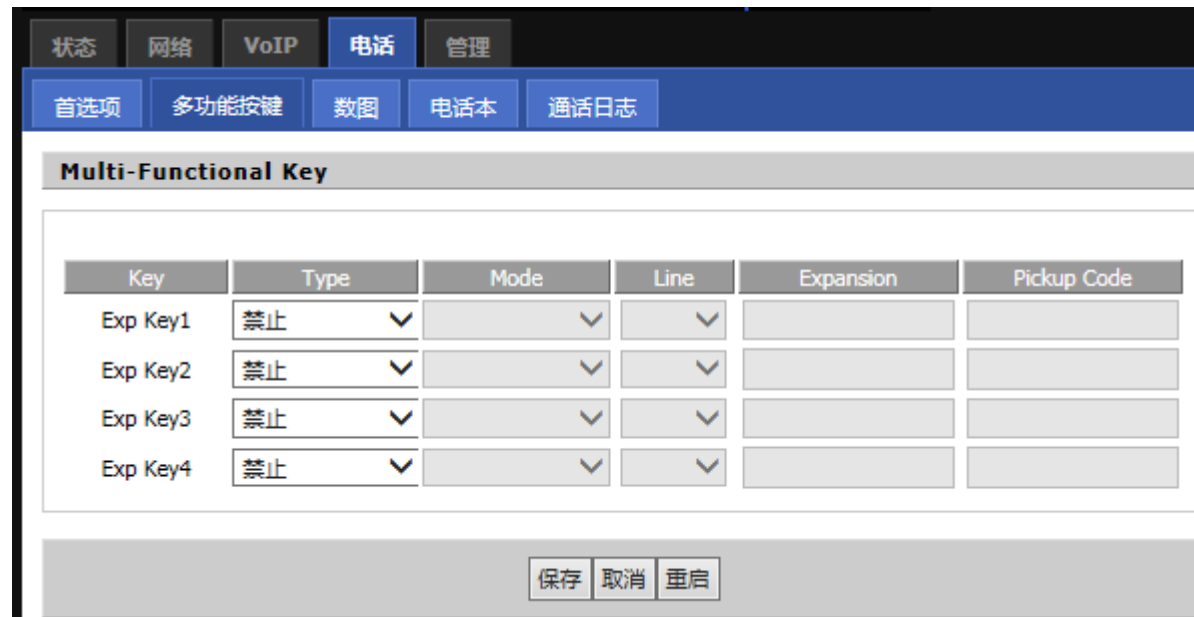 状态 网络 VoIP 电话 管理
首选项 多功能按键 数图 电话本 通话日志
Multi-Functional Key
Key Type Mode Line Expansion Pickup Code
Exp Key1 禁止
Exp Key2 禁止
Exp Key3 禁止
Exp Key4 禁止
保存 取消 重启